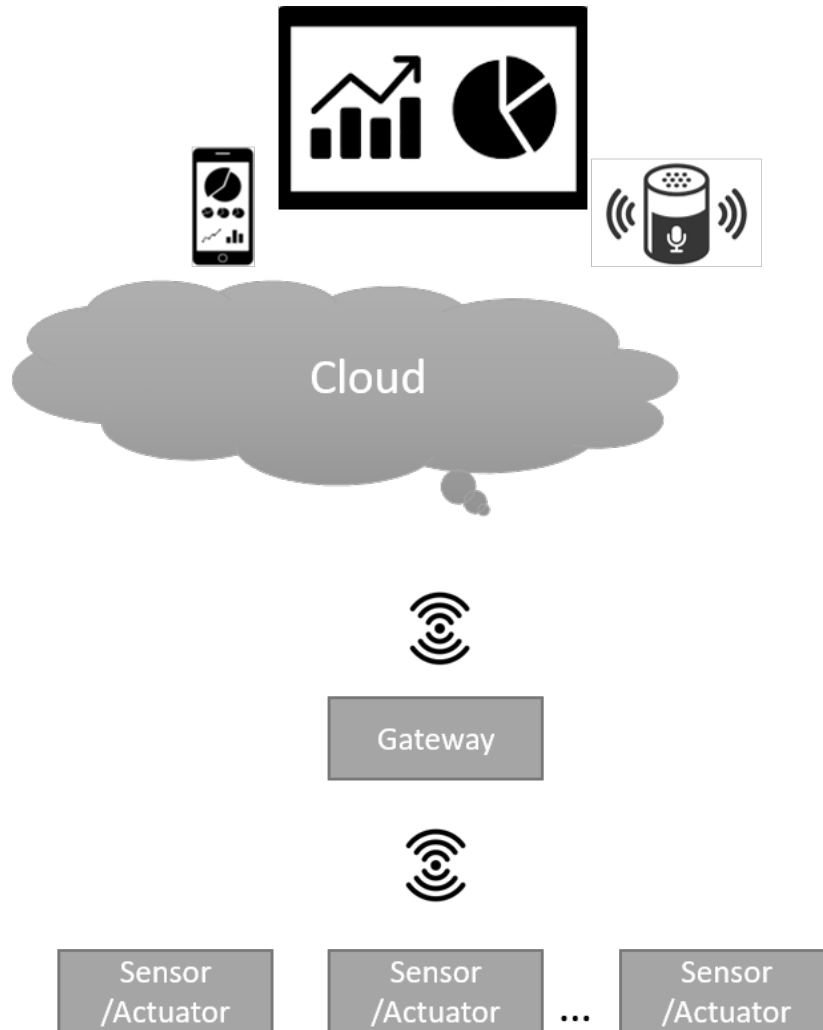 Cloud
Gateway
Sensor
/Actuator
Sensor
/Actuator
...
Sensor
/Actuator